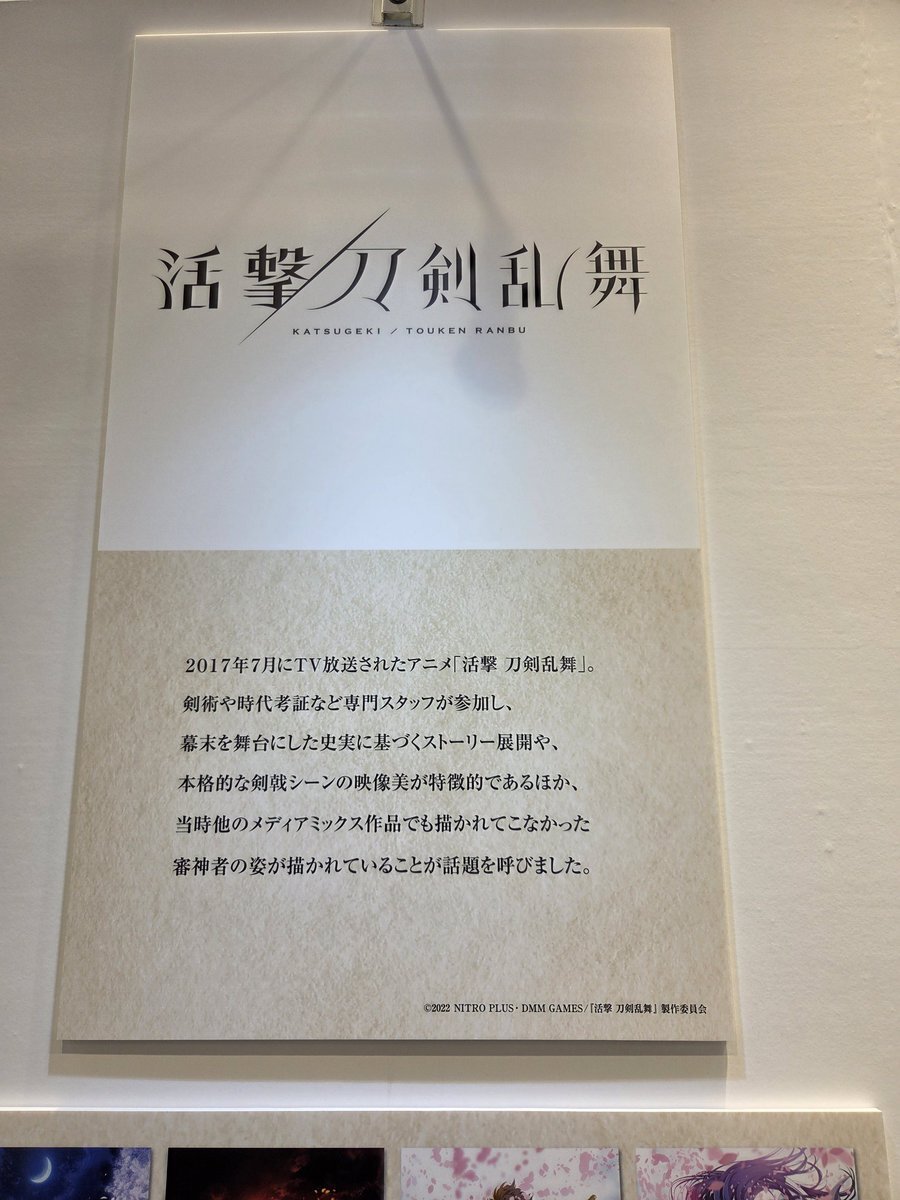 活撃/刀剣乱舞
KATSUGEKI / TOUKEN RANBU
2017年7月にTV放送されたアニメ「活撃 刀剣乱舞」。
剣術や時代考証など専門スタッフが参加し、
幕末を舞台にした史実に基づくストーリー展開や、
本格的な剣戟シーンの映像美が特徴的であるほか、
当時他のメディアミックス作品でも描かれてこなかった
審神者の姿が描かれていることが話題を呼びました。
©2022 NITRO PLUS・DMM GAMES/『活撃 刀剣乱舞』 製作委員会